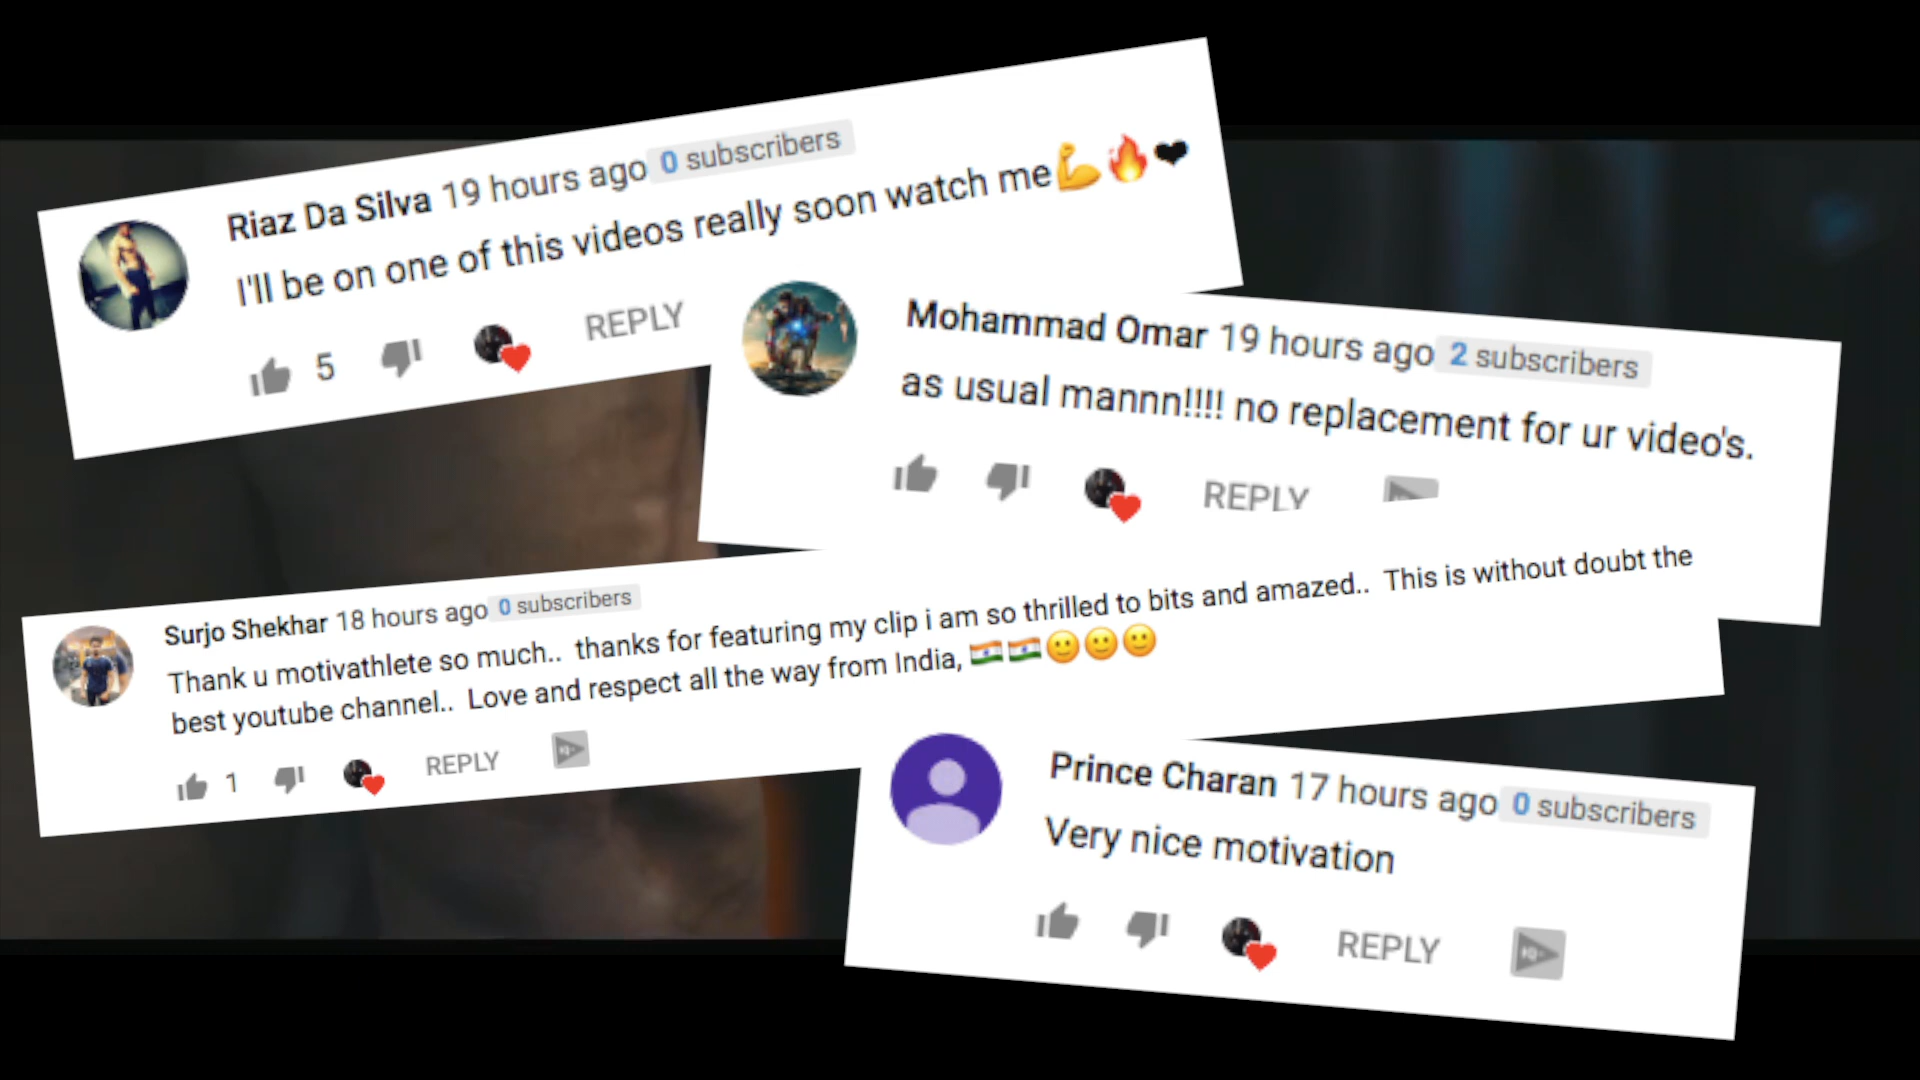 Riaz Da Silva 19 hours ago 0 subscribers
I'll be on one of this videos really soon watch me💪🔥❤
5 REPLY
Mohammad Omar 19 hours ago 2 subscribers
as usual mannn!!!! no replacement for ur video's.
REPLY
Surjo Shekhar 18 hours ago 0 subscribers
Thank u motivathlete so much.. thanks for featuring my clip i am so thrilled to bits and amazed.. This is without doubt the
best youtube channel.. Love and respect all the way from India, 🇮🇳🇮🇳🙂🙂🙂
1 REPLY
Prince Charan 17 hours ago 0 subscribers
Very nice motivation
REPLY